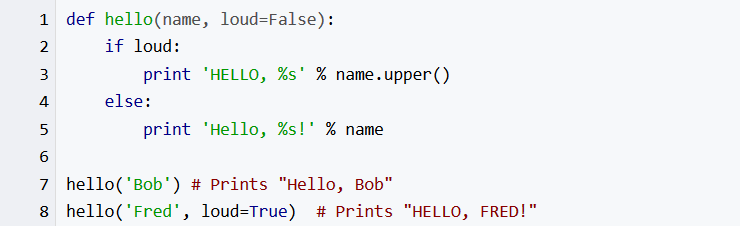 1 def hello(name, loud=False):
2     if loud:
3         print 'HELLO, %s' % name.upper()
4     else:
5         print 'Hello, %s!' % name
6
7 hello('Bob') # Prints "Hello, Bob"
8 hello('Fred', loud=True)  # Prints "HELLO, FRED!"